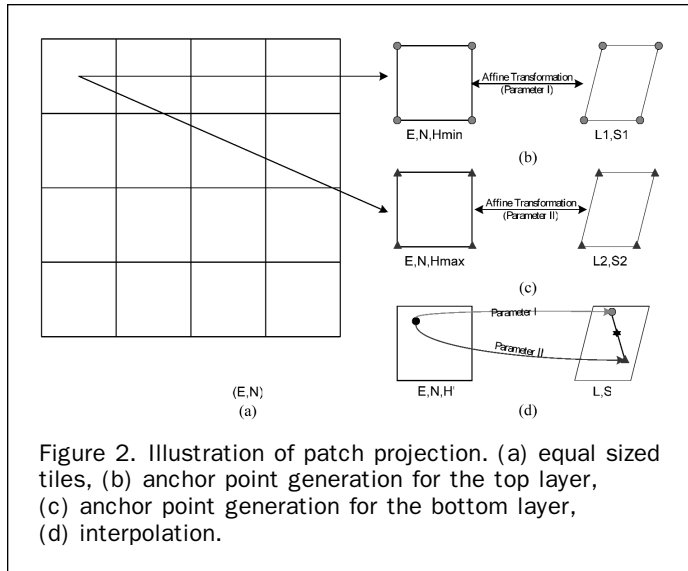 Affine Transformation
(Parameter I)
E,N,Hmin
L1,S1
(b)
Affine Transformation
(Parameter II)
E,N,Hmax
L2,S2
(c)
Parameter I
Parameter II
(E,N)
(a)
E,N,H'
L,S
(d)
Figure 2. Illustration of patch projection. (a) equal sized
tiles, (b) anchor point generation for the top layer,
(c) anchor point generation for the bottom layer,
(d) interpolation.